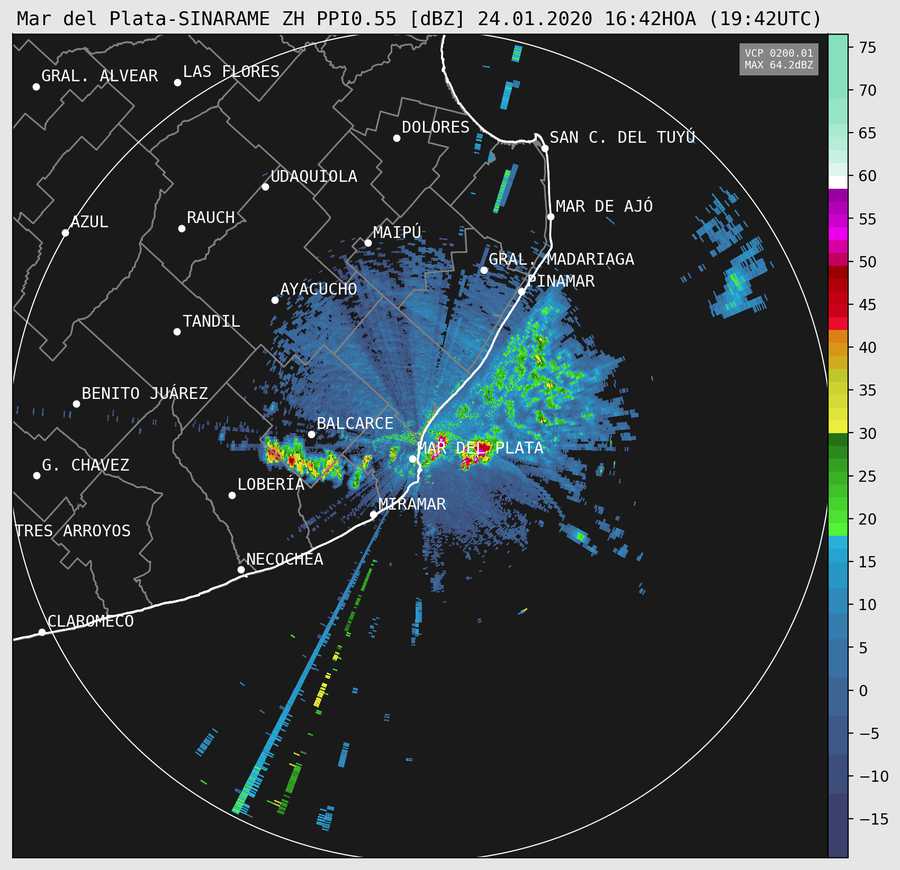 Mar del Plata-SINARAME ZH PPI0.55 [dBZ] 24.01.2020 16:42HOA (19:42UTC)
VCP 0200.01
MAX 64.2dBZ
GRAL. ALVEAR
LAS FLORES
DOLORES
SAN C. DEL TUYÚ
UDAQUIOLA
MAR DE AJÓ
AZUL
RAUCH
MAIPÚ
GRAL. MADARIAGA
PINAMAR
AYACUCHO
TANDIL
BENITO JUÁREZ
BALCARCE
MAR DEL PLATA
G. CHAVEZ
LOBERÍA
MIRAMAR
TRES ARROYOS
NECOCHEA
CLAROMECO
75
70
65
60
55
50
45
40
35
30
25
20
15
10
5
0
−5
−10
−15